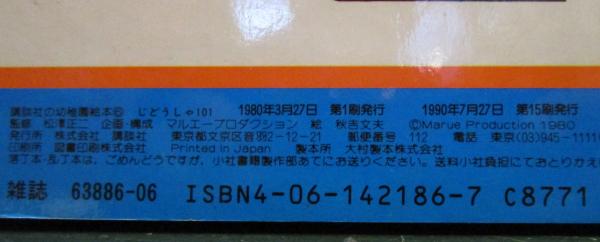 講談社の幼稚園絵本⑥ じどうしゃ101 1980年3月27日 第1刷発行 1990年7月27日 第15刷発行
監修 松澤正二 企画・構成 マルエープロダクション 絵 秋吉文夫 ©Marue Production 1980
発行所 株式会社 講談社 東京都文京区音羽2-12-21 郵便番号 112 電話 東京(03)945-1111
印刷所 図書印刷株式会社 Printed in Japan 製本所 大村製本株式会社
落丁本・乱丁本は、ごめんどうですが、小社書籍製作部あてにお送りください。送料小社負担にておとりかえ
雑誌 63886-06 ISBN4-06-142186-7 C8771